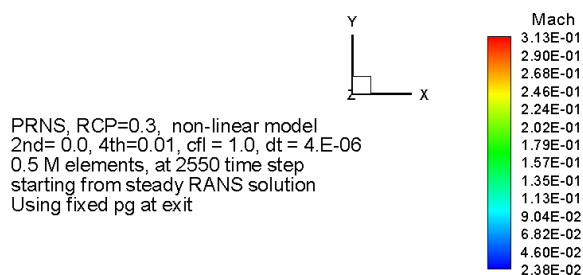 Y
X
Z
Mach
3.13E-01
2.90E-01
2.68E-01
2.46E-01
2.24E-01
2.02E-01
1.79E-01
1.57E-01
1.35E-01
1.13E-01
9.04E-02
6.82E-02
4.60E-02
2.38E-02
PRNS, RCP=0.3, non-linear model
2nd= 0.0, 4th=0.01, cfl = 1.0, dt = 4.E-06
0.5 M elements, at 2550 time step
starting from steady RANS solution
Using fixed pg at exit